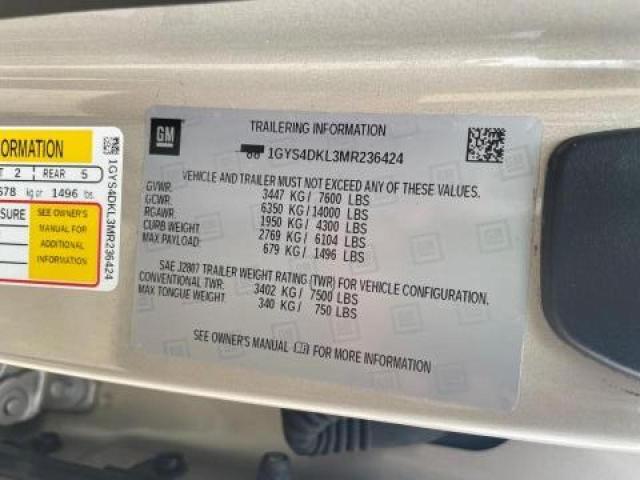 ORMATION
T 2 REAR 5
678 kg or 1496 lbs.
SURE
SEE OWNER'S
MANUAL FOR
ADDITIONAL
INFORMATION
1GYS4DKL3MR236424
GM
TRAILERING INFORMATION
1GYS4DKL3MR236424
VEHICLE AND TRAILER MUST NOT EXCEED ANY OF THESE VALUES.
GVWR: 3447 KG / 7600 LBS
GCWR: 6350 KG / 14000 LBS
RGAWR: 1950 KG / 4300 LBS
CURB WEIGHT: 2769 KG / 6104 LBS
MAX PAYLOAD: 679 KG / 1496 LBS
SAE J2807 TRAILER WEIGHT RATING (TWR) FOR VEHICLE CONFIGURATION.
CONVENTIONAL TWR: 3402 KG / 7500 LBS
MAX TONGUE WEIGHT: 340 KG / 750 LBS
SEE OWNER'S MANUAL FOR MORE INFORMATION